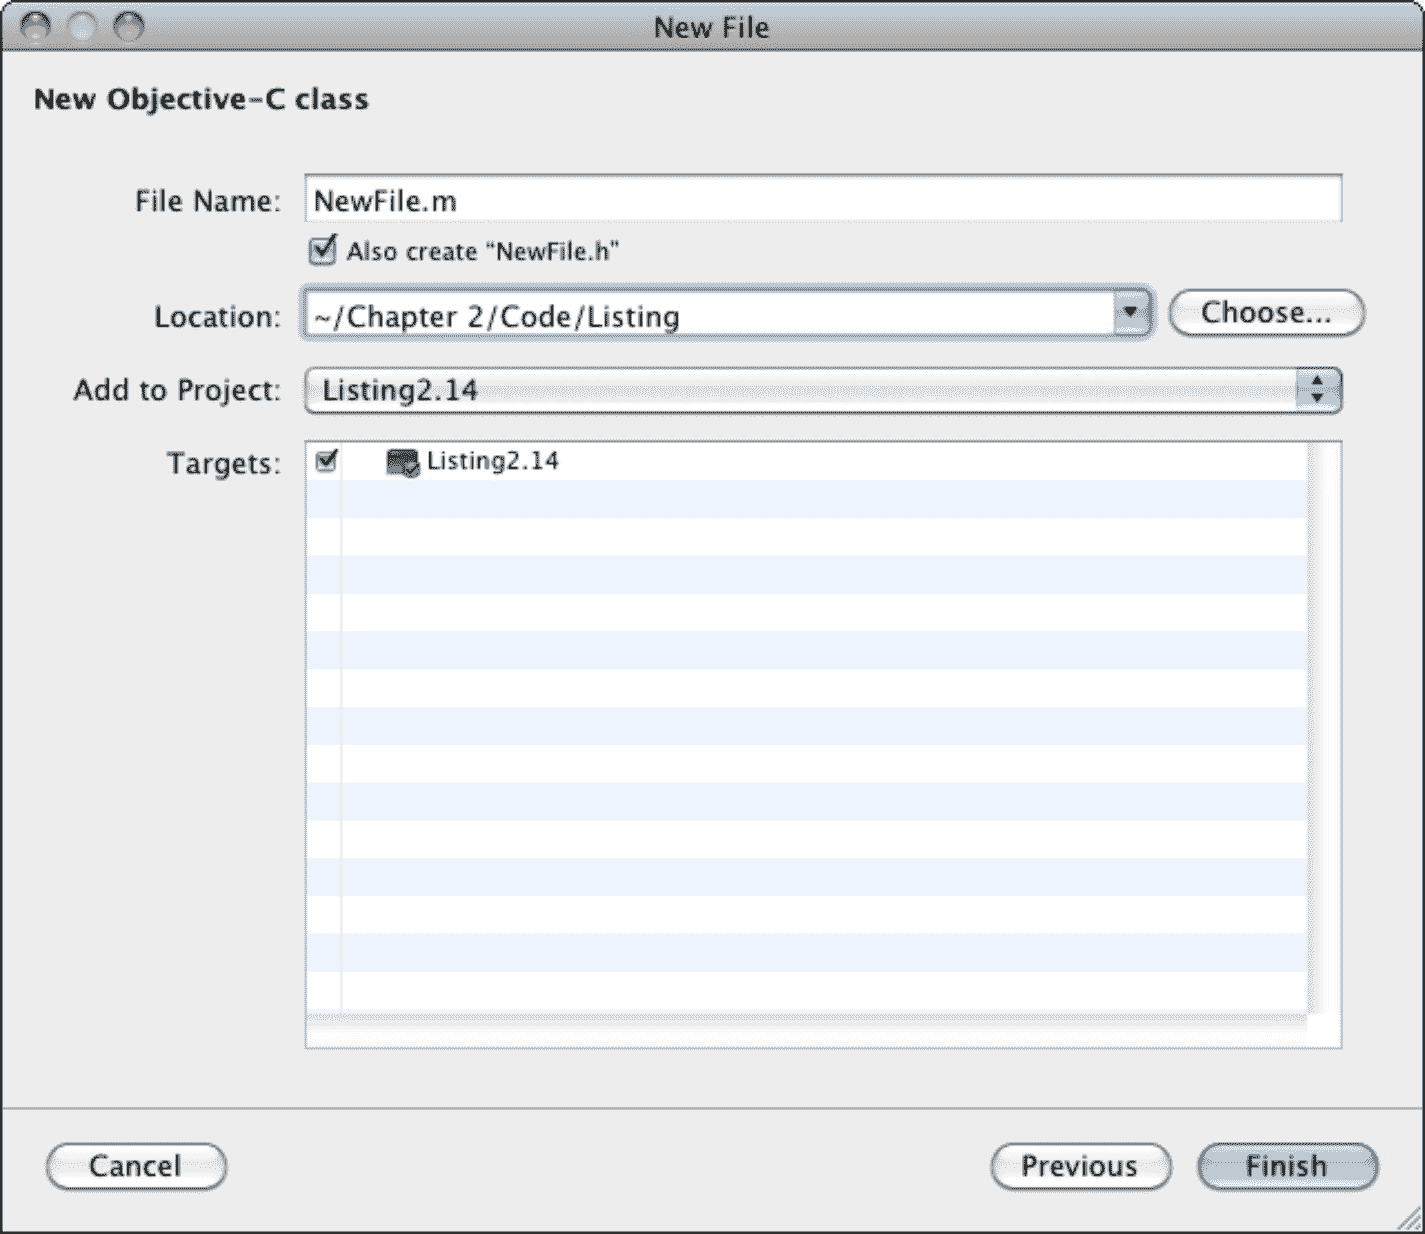 New File
New Objective-C class
File Name: NewFile.m
Also create “NewFile.h”
Location: ~/Chapter 2/Code/Listing Choose...
Add to Project: Listing2.14
Targets: Listing2.14
Cancel Previous Finish